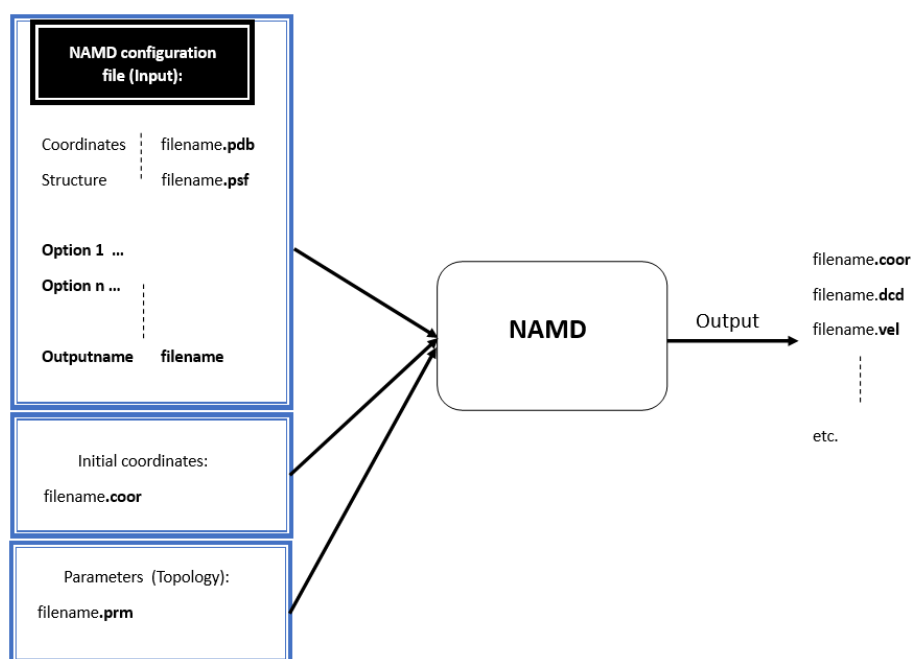 NAMD configuration
file (Input):
Coordinates filename.pdb
Structure filename.psf
Option 1 ...
Option n ...
Outputname filename
Initial coordinates:
filename.coor
Parameters (Topology):
filename.prm
NAMD
Output
filename.coor
filename.dcd
filename.vel
etc.